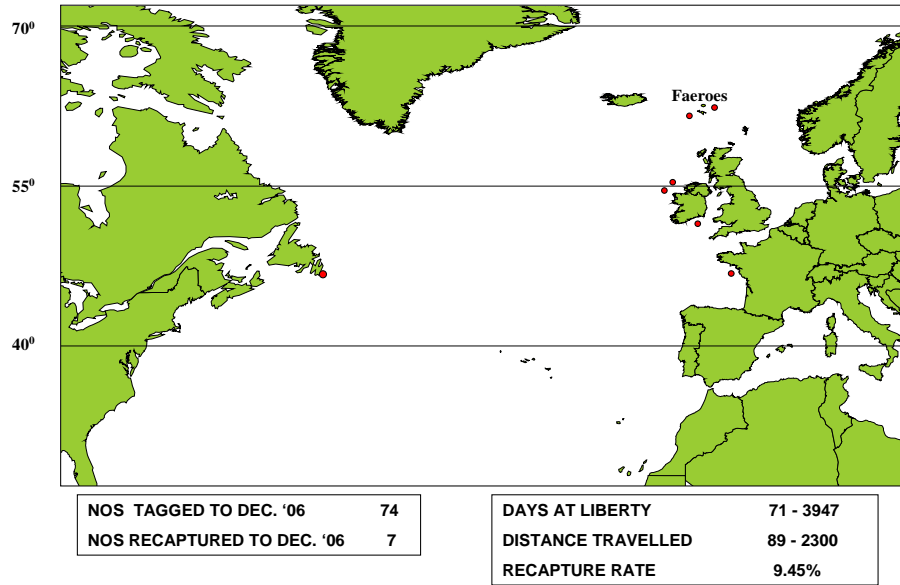 70⁰
Faeroes
55⁰
40⁰
NOS TAGGED TO DEC. ‘06 74
NOS RECAPTURED TO DEC. ‘06 7
DAYS AT LIBERTY 71 - 3947
DISTANCE TRAVELLED 89 - 2300
RECAPTURE RATE 9.45%